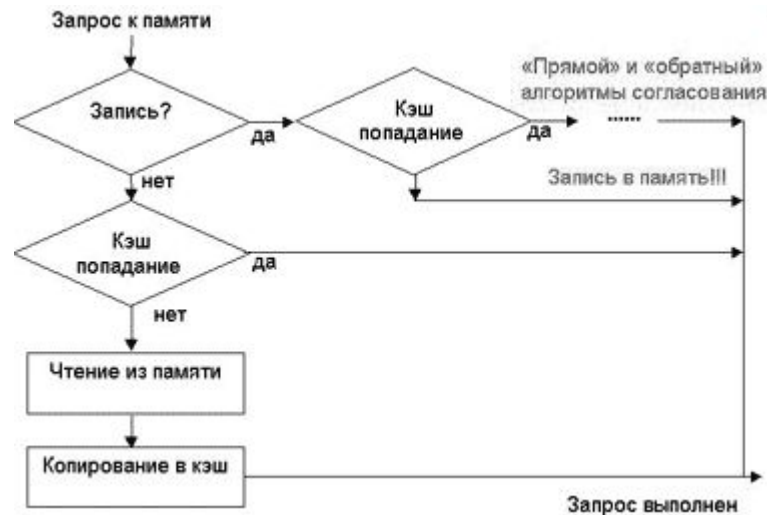 Запрос к памяти
«Прямой» и «обратный»
алгоритмы согласования
Запись?
да
Кэш
попадание
да
......
нет
Запись в память!!!
Кэш
попадание
да
нет
Чтение из памяти
Копирование в кэш
Запрос выполнен